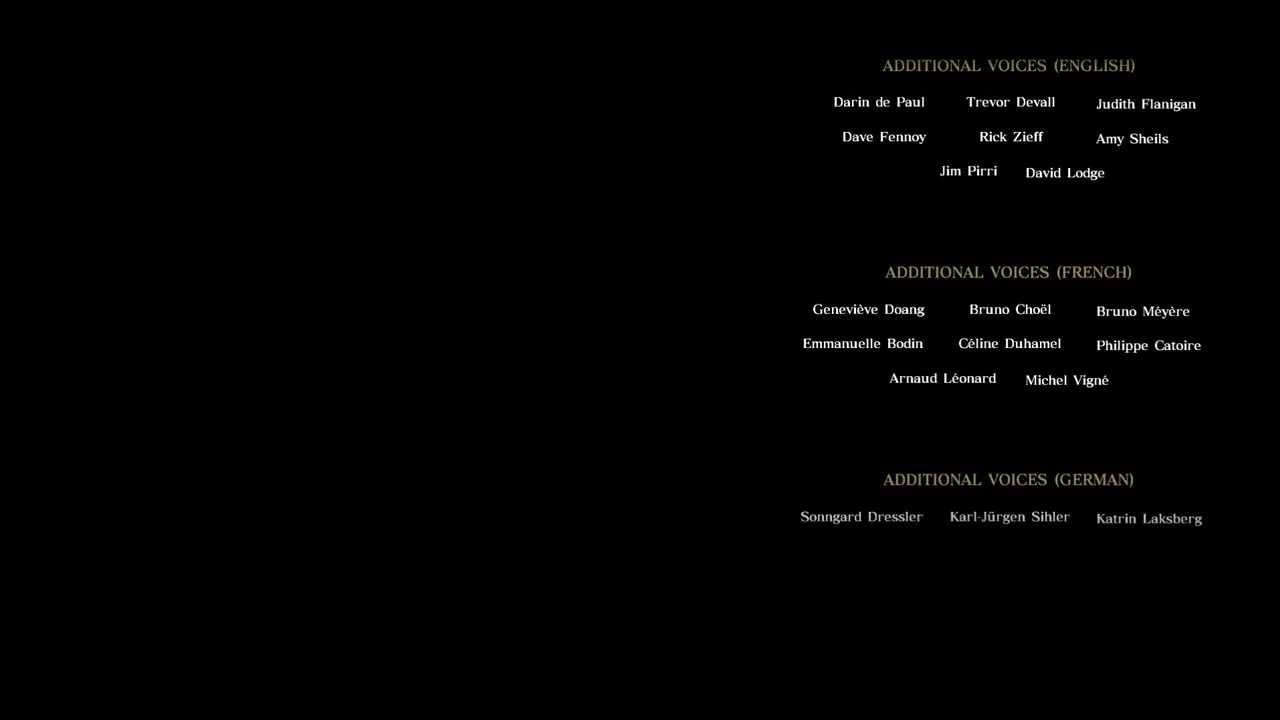 ADDITIONAL VOICES (ENGLISH)
Darin de Paul Trevor Devall Judith Flanigan
Dave Fennoy Rick Zieff Amy Sheils
Jim Pirri David Lodge
ADDITIONAL VOICES (FRENCH)
Geneviève Doang Bruno Choël Bruno Méyère
Emmanuelle Bodin Céline Duhamel Philippe Catoire
Arnaud Léonard Michel Vigné
ADDITIONAL VOICES (GERMAN)
Sonngard Dressler Karl-Jürgen Sihler Katrin Laksberg